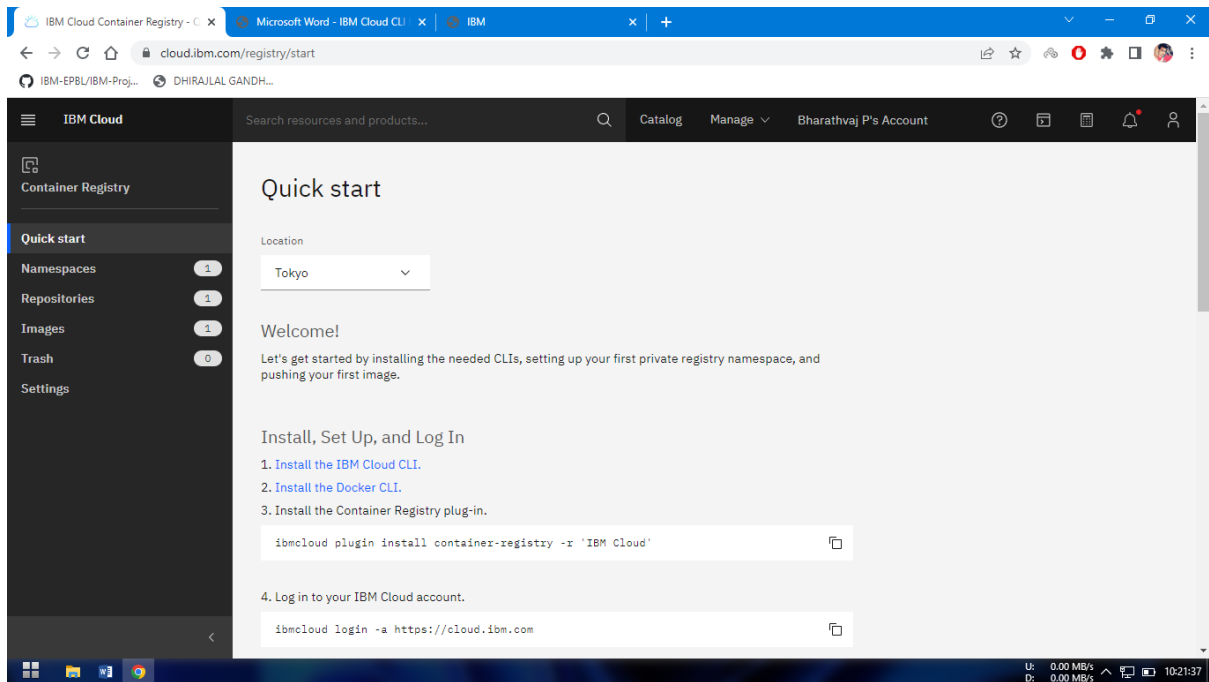 IBM Cloud Container Registry - C
Microsoft Word - IBM Cloud CLI
IBM
cloud.ibm.com/registry/start
IBM-EPBL/IBM-Proj...
DHIRAJLAL GANDH...
IBM Cloud
Search resources and products...
Catalog
Manage
Bharathvaj P's Account
Container Registry
Quick start
Namespaces 1
Repositories 1
Images 1
Trash 0
Settings
Quick start
Location
Tokyo
Welcome!
Let's get started by installing the needed CLIs, setting up your first private registry namespace, and
pushing your first image.
Install, Set Up, and Log In
1. Install the IBM Cloud CLI.
2. Install the Docker CLI.
3. Install the Container Registry plug-in.
ibmcloud plugin install container-registry -r 'IBM Cloud'
4. Log in to your IBM Cloud account.
ibmcloud login -a https://cloud.ibm.com
U: 0.00 MB/s
D: 0.00 MB/s
10:21:37